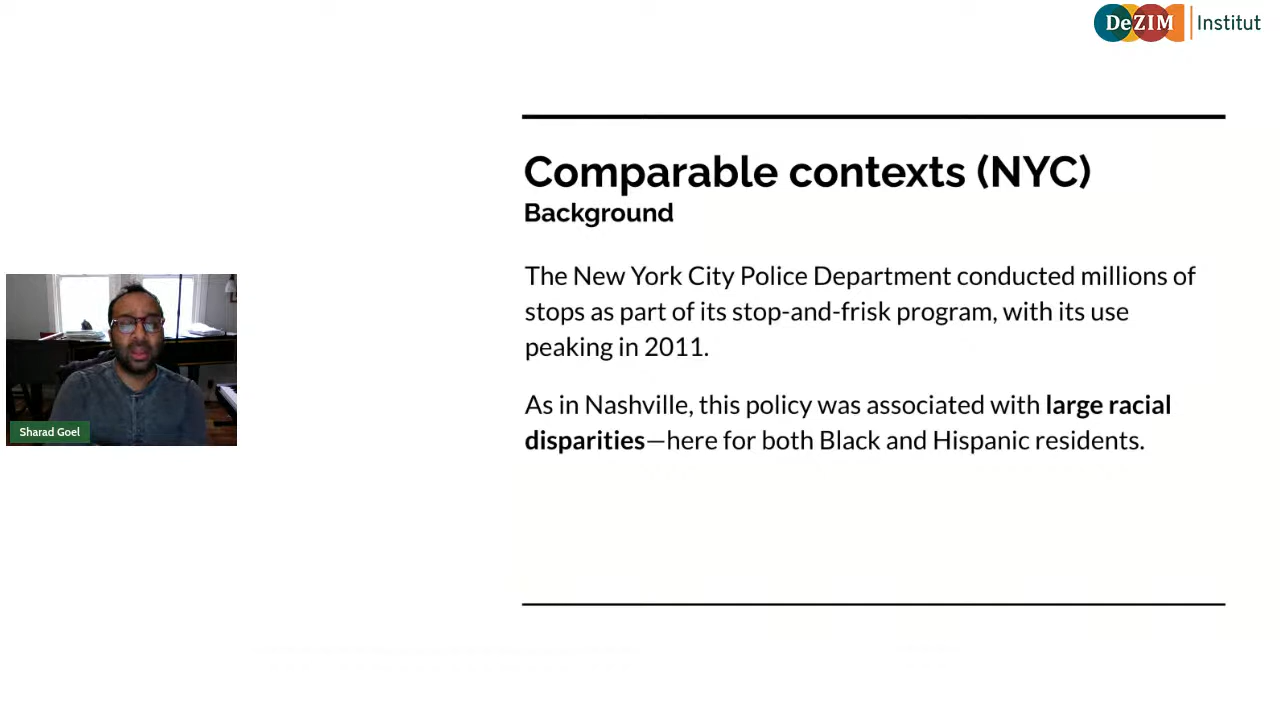 DeZIM Institut
Comparable contexts (NYC)
Background
The New York City Police Department conducted millions of
stops as part of its stop-and-frisk program, with its use
peaking in 2011.
As in Nashville, this policy was associated with large racial
disparities—here for both Black and Hispanic residents.
Sharad Goel